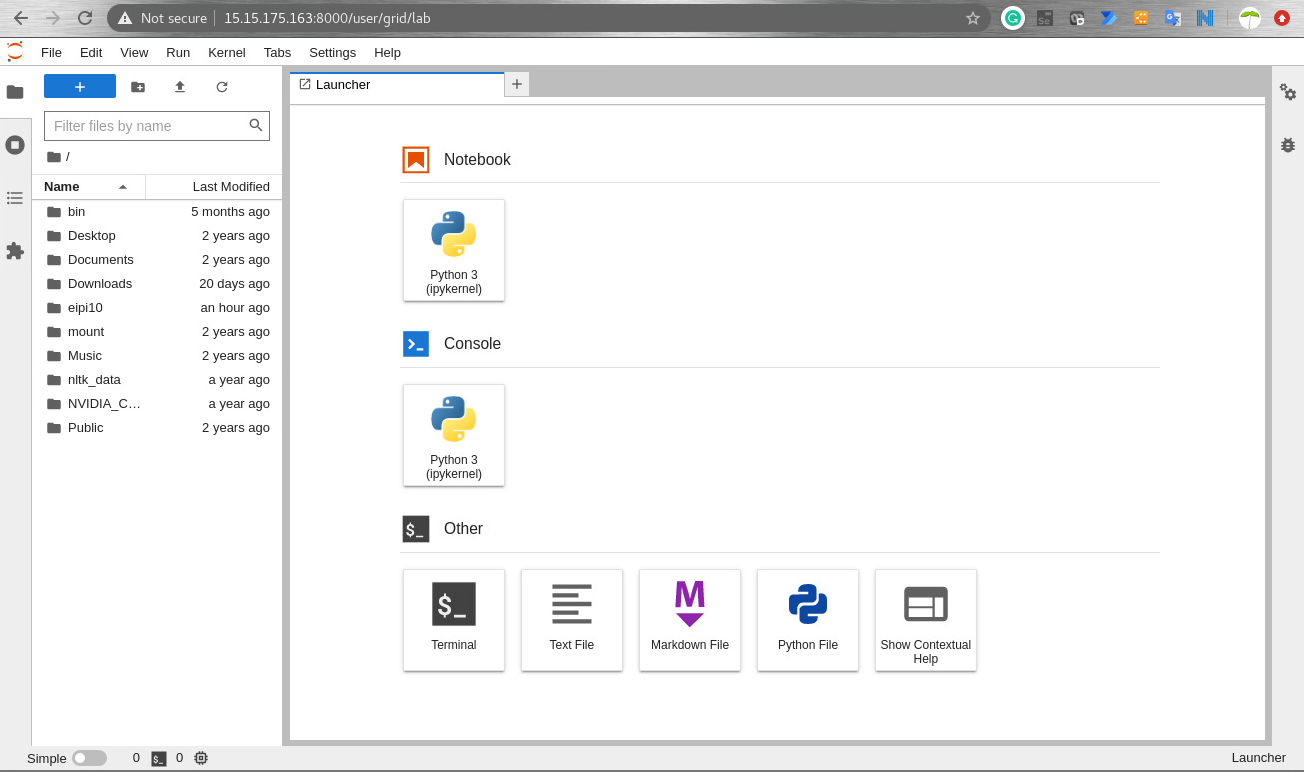 Not secure 15.15.175.163:8000/user/grid/lab
File Edit View Run Kernel Tabs Settings Help
Launcher
Filter files by name
/
Name Last Modified
bin 5 months ago
Desktop 2 years ago
Documents 2 years ago
Downloads 20 days ago
eipi10 an hour ago
mount 2 years ago
Music 2 years ago
nltk_data a year ago
NVIDIA_C… a year ago
Public 2 years ago
Notebook
Python 3
(ipykernel)
Console
Python 3
(ipykernel)
$_ Other
$_
Terminal
Text File
M
Markdown File
Python File
Show Contextual
Help
Simple 0 $_ 0 Launcher